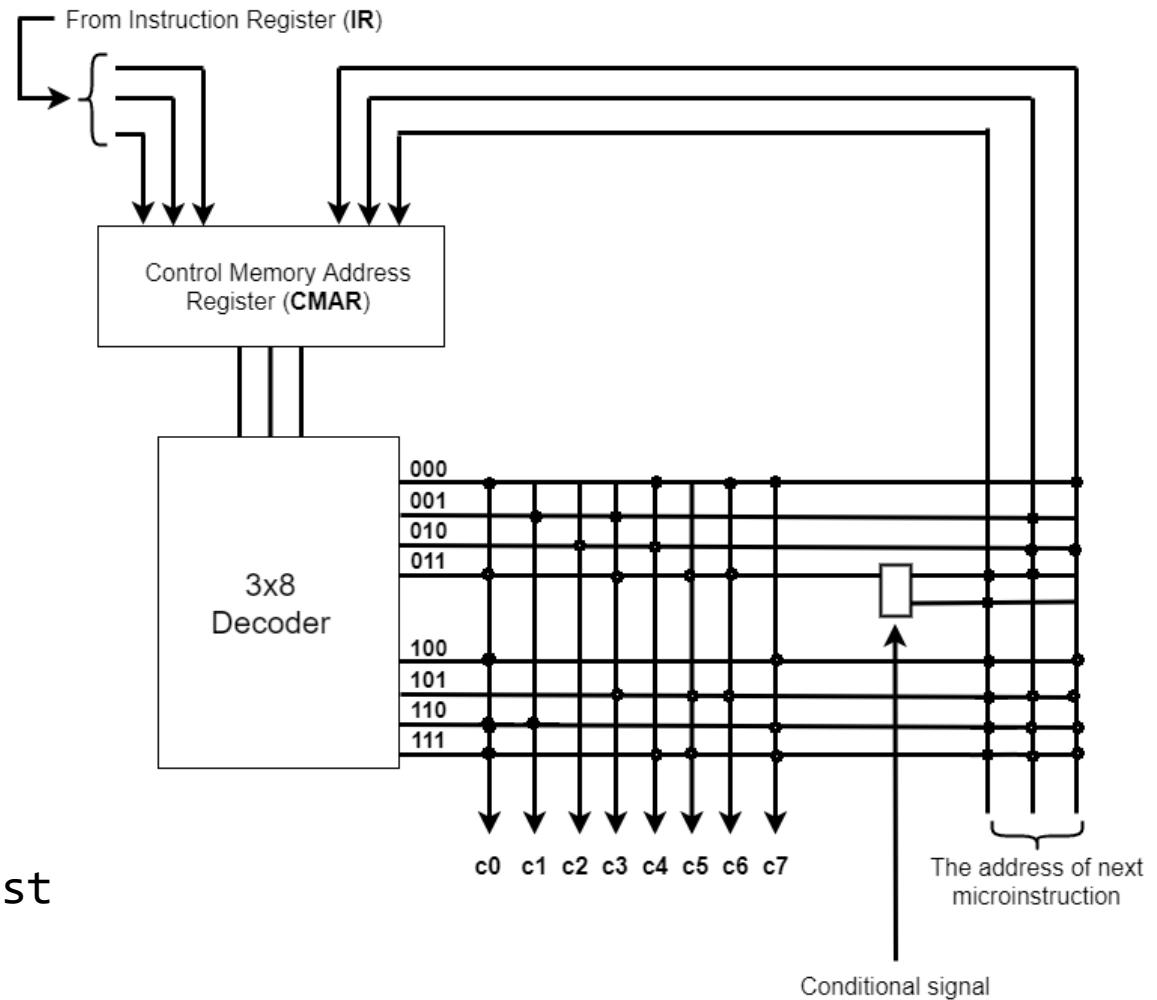 From Instruction Register (IR)
Control Memory Address
Register (CMAR)
3x8
Decoder
000
001
010
011
100
101
110
111
c0 c1 c2 c3 c4 c5 c6 c7
The address of next
microinstruction
st
Conditional signal